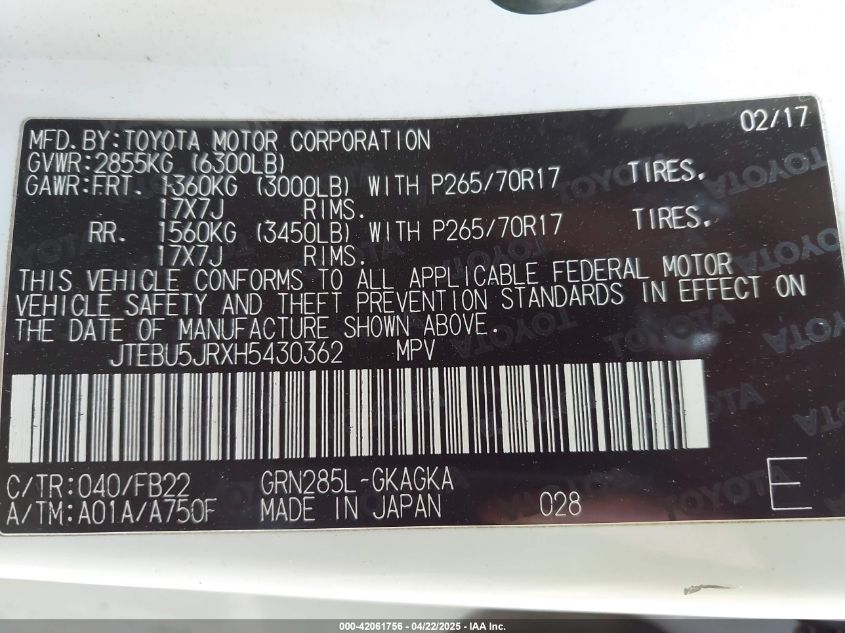 02/17
MFD. BY: TOYOTA MOTOR CORPORATION
GVWR: 2855KG (6300LB)
GAWR: FRT. 1360KG (3000LB) WITH P265/70R17 TIRES.
17X7J RIMS.
RR. 1560KG (3450LB) WITH P265/70R17 TIRES.
17X7J RIMS.
THIS VEHICLE CONFORMS TO ALL APPLICABLE FEDERAL MOTOR
VEHICLE SAFETY AND THEFT PREVENTION STANDARDS IN EFFECT ON
THE DATE OF MANUFACTURE SHOWN ABOVE.
JTEBU5JRXH5430362 MPV
C/TR: 040/FB22 GRN285L-GKAGKA
A/TM: A01A/A750F MADE IN JAPAN 028 E
000-42061756 - 04/22/2025 - IAA Inc.